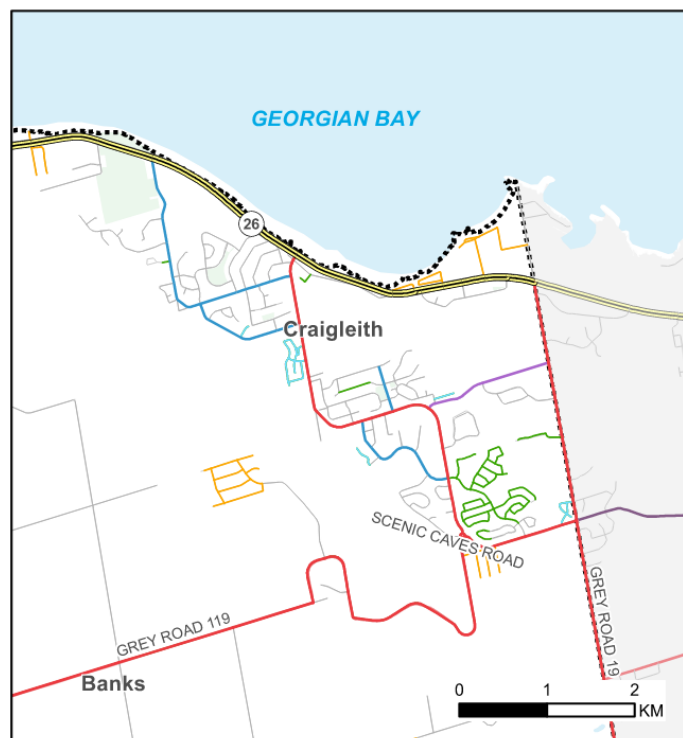 GEORGIAN BAY
26
Craigleith
SCENIC CAVES ROAD
GREY ROAD 119
GREY ROAD 19
Banks
0 1 2
KM